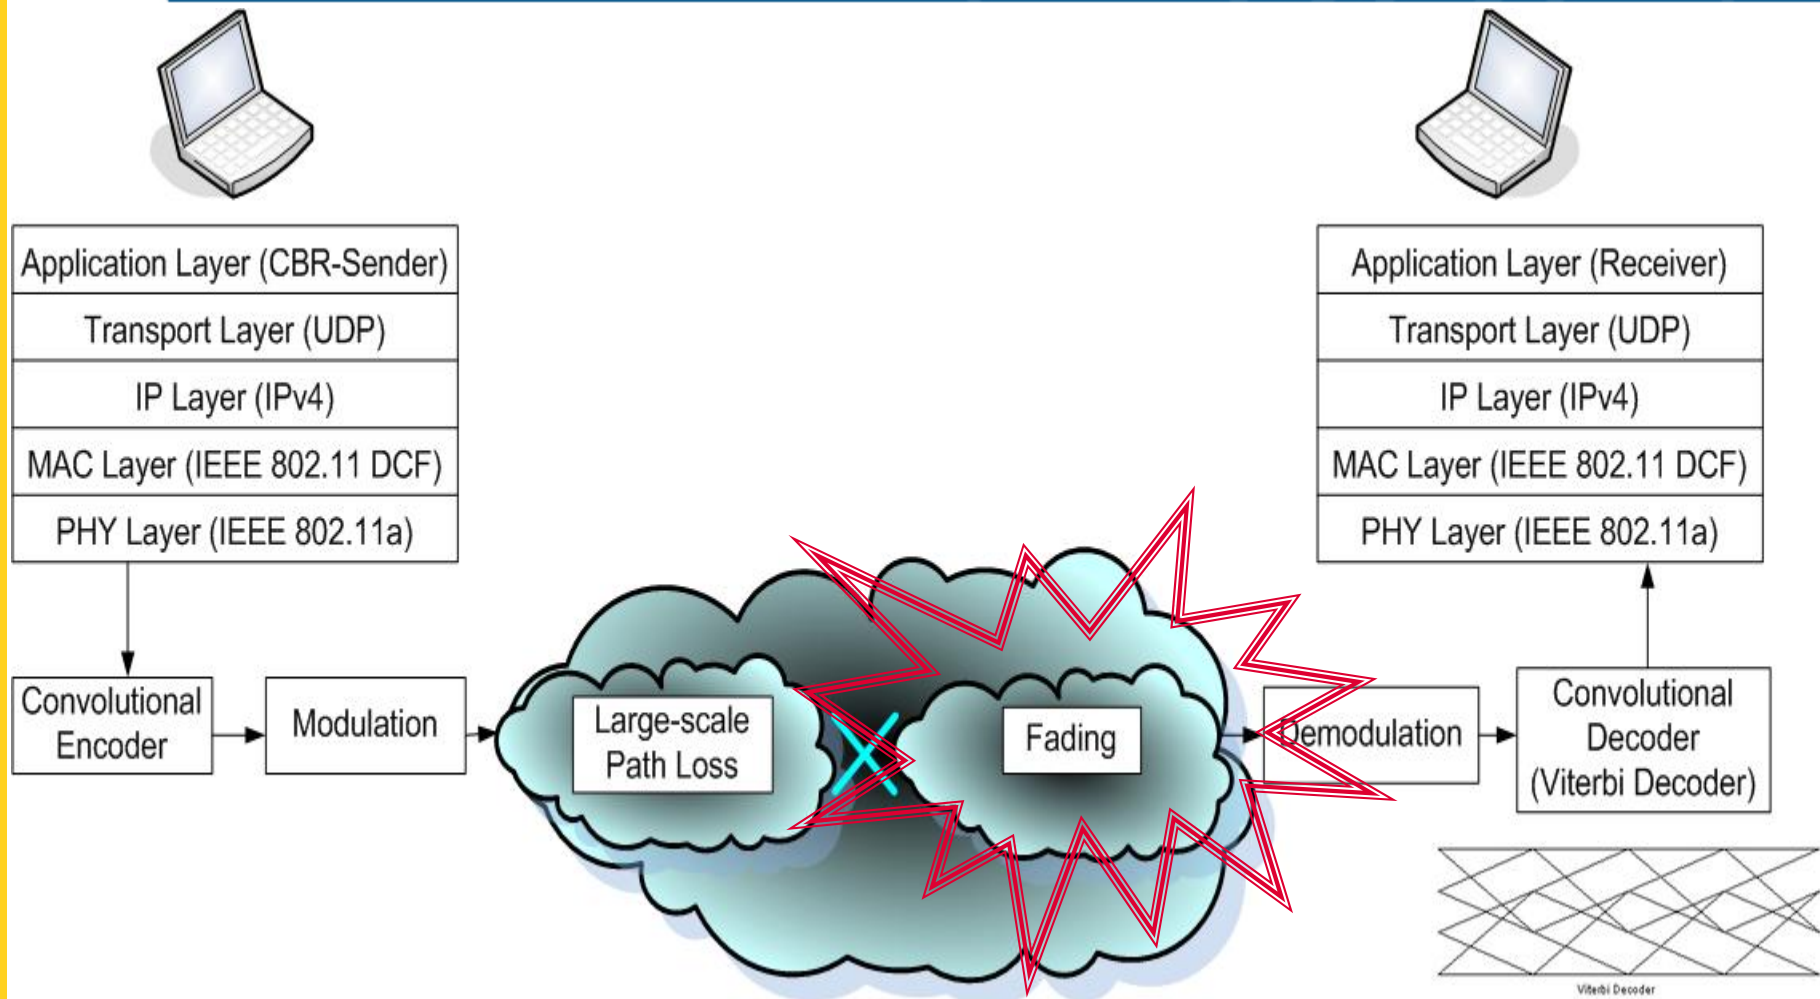 Application Layer (CBR-Sender)
Transport Layer (UDP)
IP Layer (IPv4)
MAC Layer (IEEE 802.11 DCF)
PHY Layer (IEEE 802.11a)
Application Layer (Receiver)
Transport Layer (UDP)
IP Layer (IPv4)
MAC Layer (IEEE 802.11 DCF)
PHY Layer (IEEE 802.11a)
Convolutional
Encoder
Modulation
Large-scale
Path Loss
Fading
Demodulation
Convolutional
Decoder
(Viterbi Decoder)
Viterbi Decoder